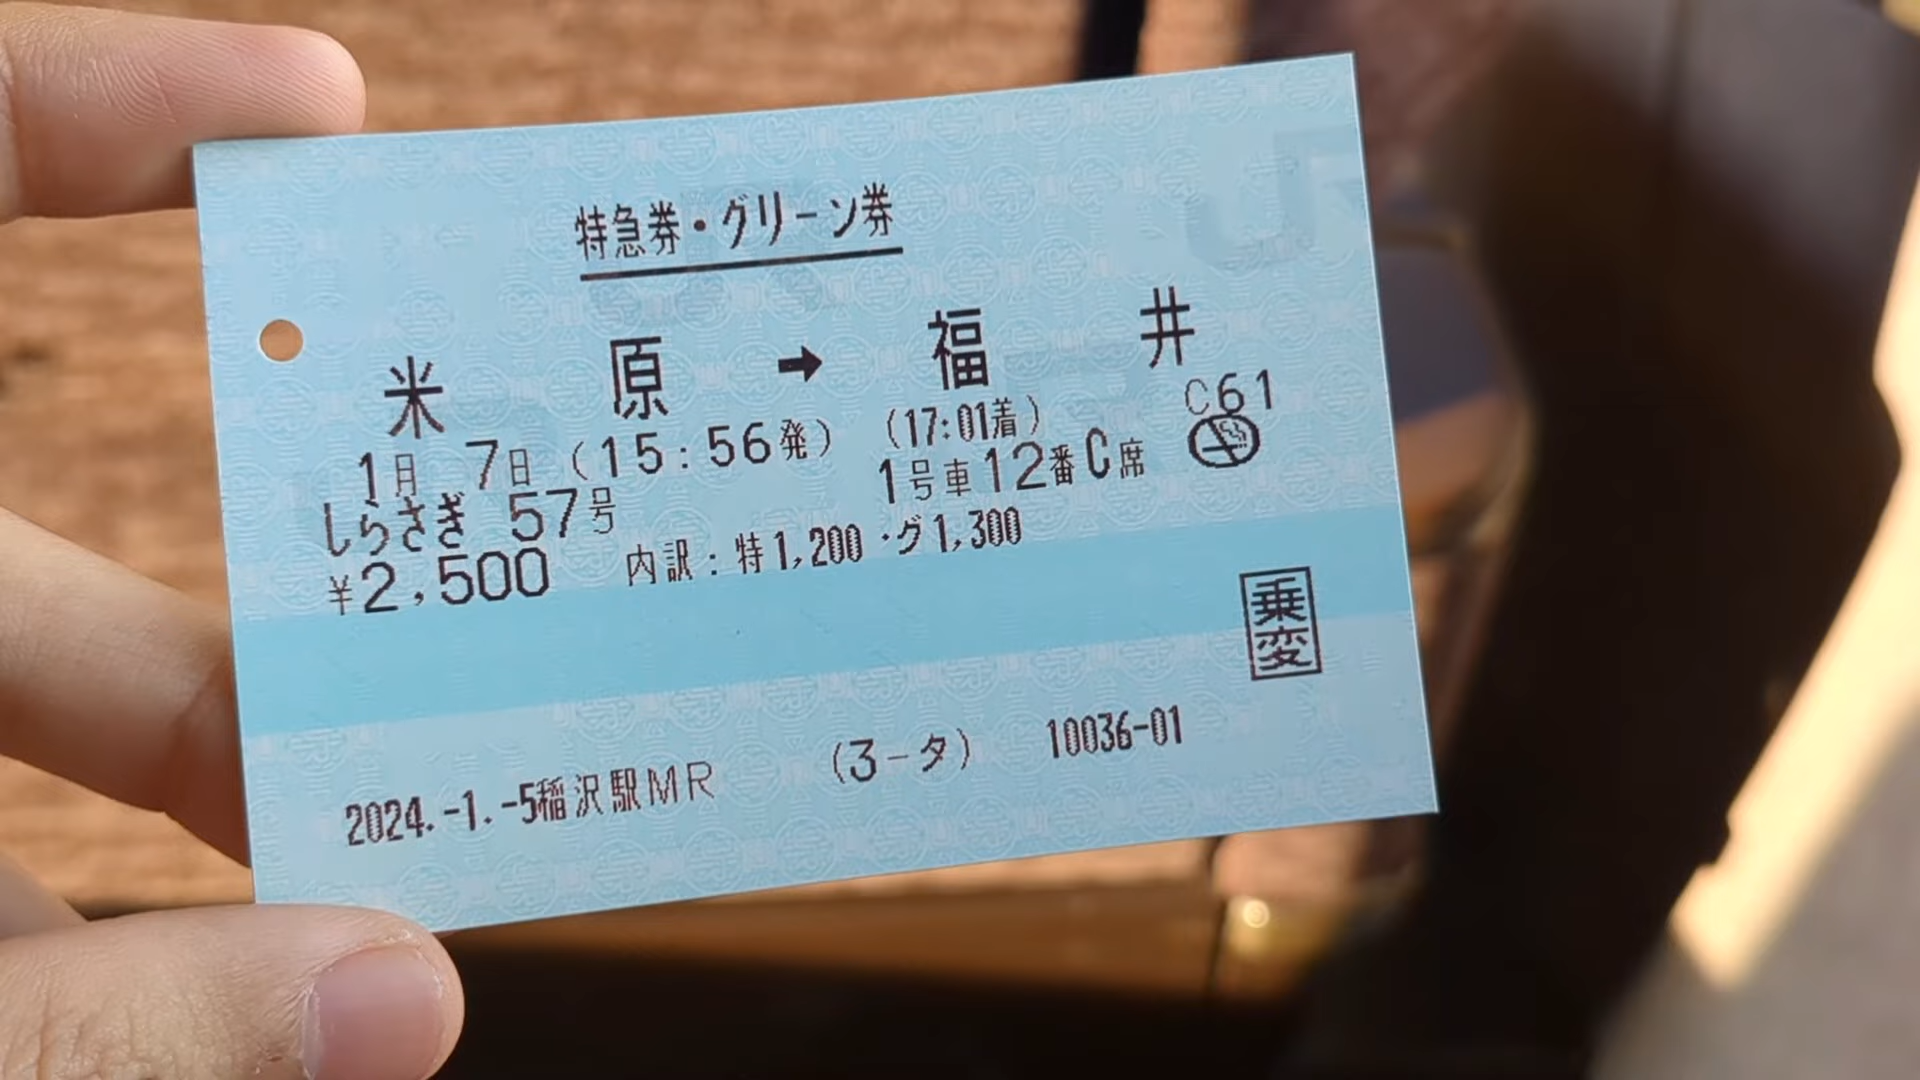 特急券・グリーン券
米原➡福井
C61
1月 7日（15:56発） （17:01着）
しらさぎ 57号 1号車12番C席
¥2,500 内訳：特1,200・グ1,300
乗変
2024.-1.-5稲沢駅MR （3-タ） 10036-01